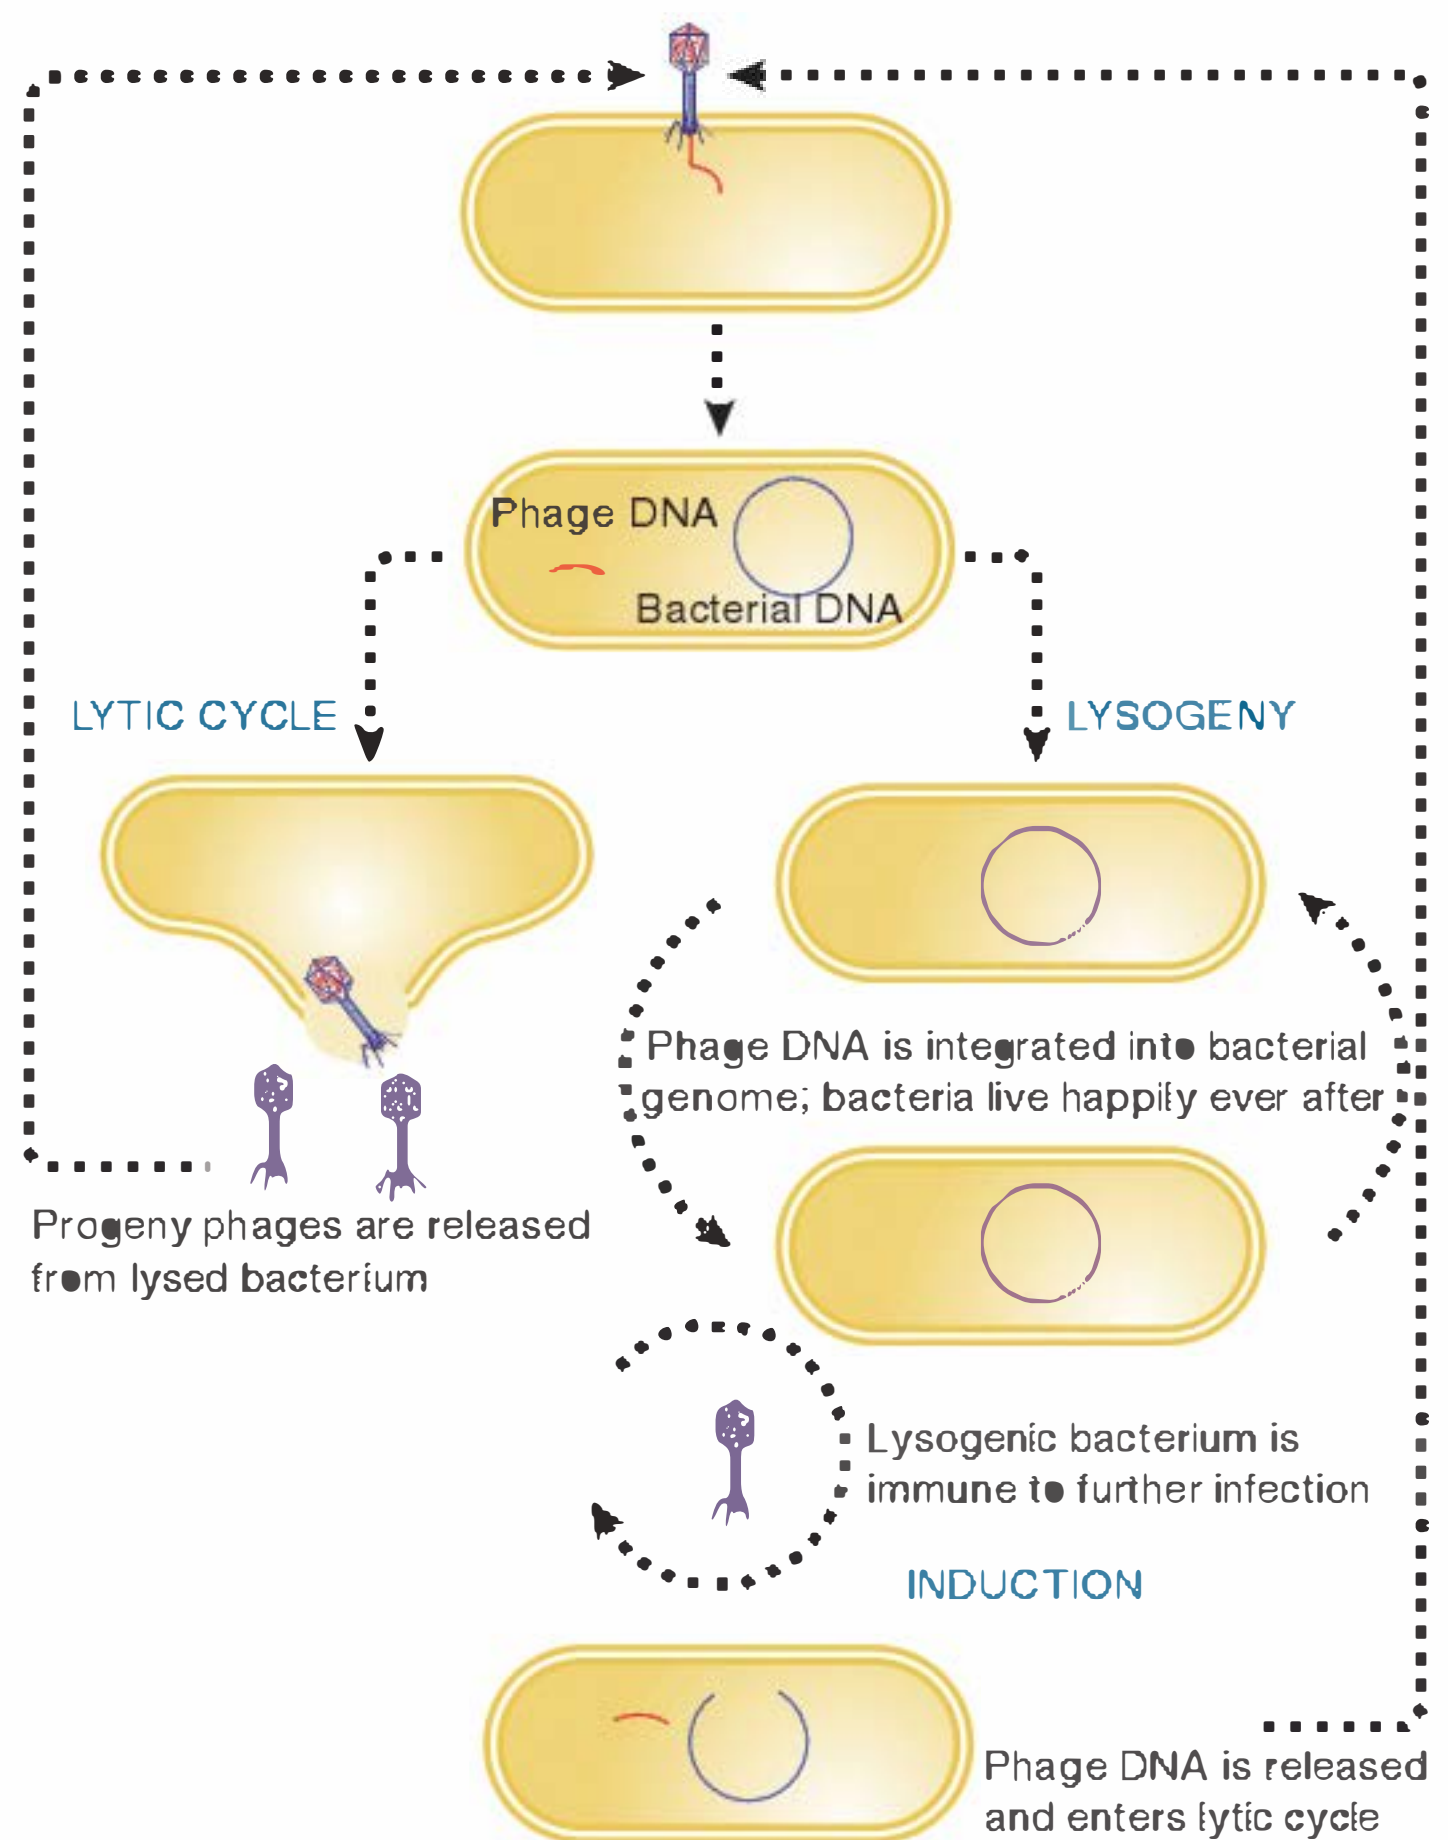 Phage DNA
Bacterial DNA
LYTIC CYCLE
LYSOGENY
Phage DNA is integrated into bacterial
genome; bacteria live happily ever after
Progeny phages are released
from lysed bacterium
Lysogenic bacterium is
immune to further infection
INDUCTION
Phage DNA is released
and enters lytic cycle